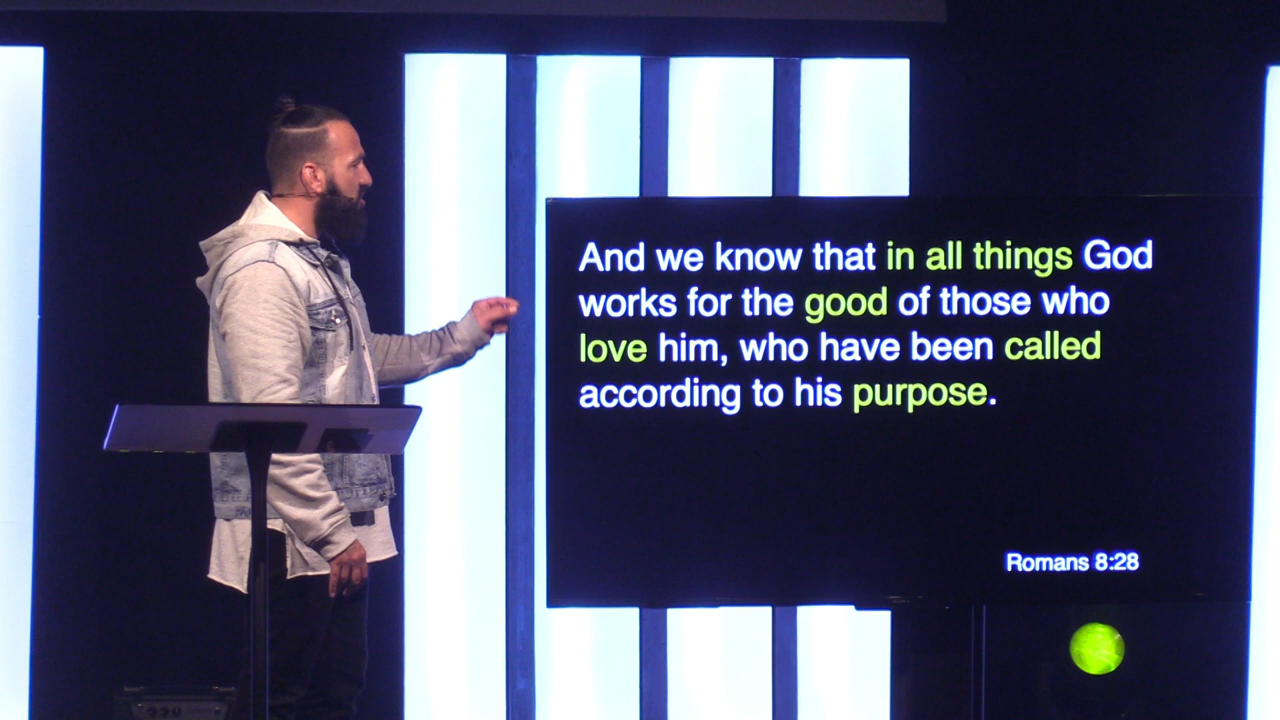 And we know that in all things God
works for the good of those who
love him, who have been called
according to his purpose.
Romans 8:28